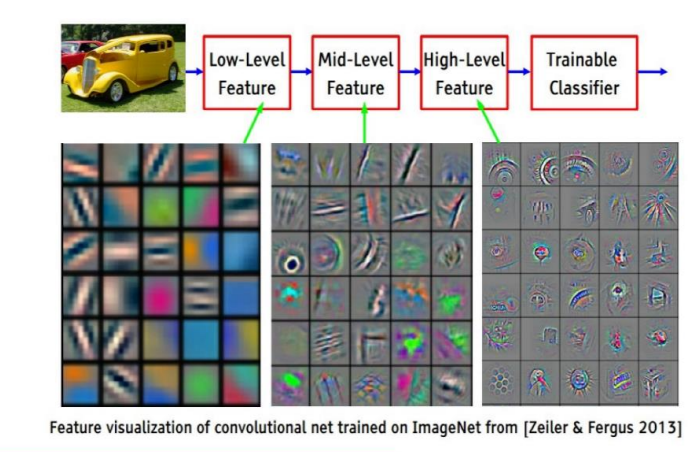 Low-Level
Feature
Mid-Level
Feature
High-Level
Feature
Trainable
Classifier
Feature visualization of convolutional net trained on ImageNet from [Zeiler & Fergus 2013]